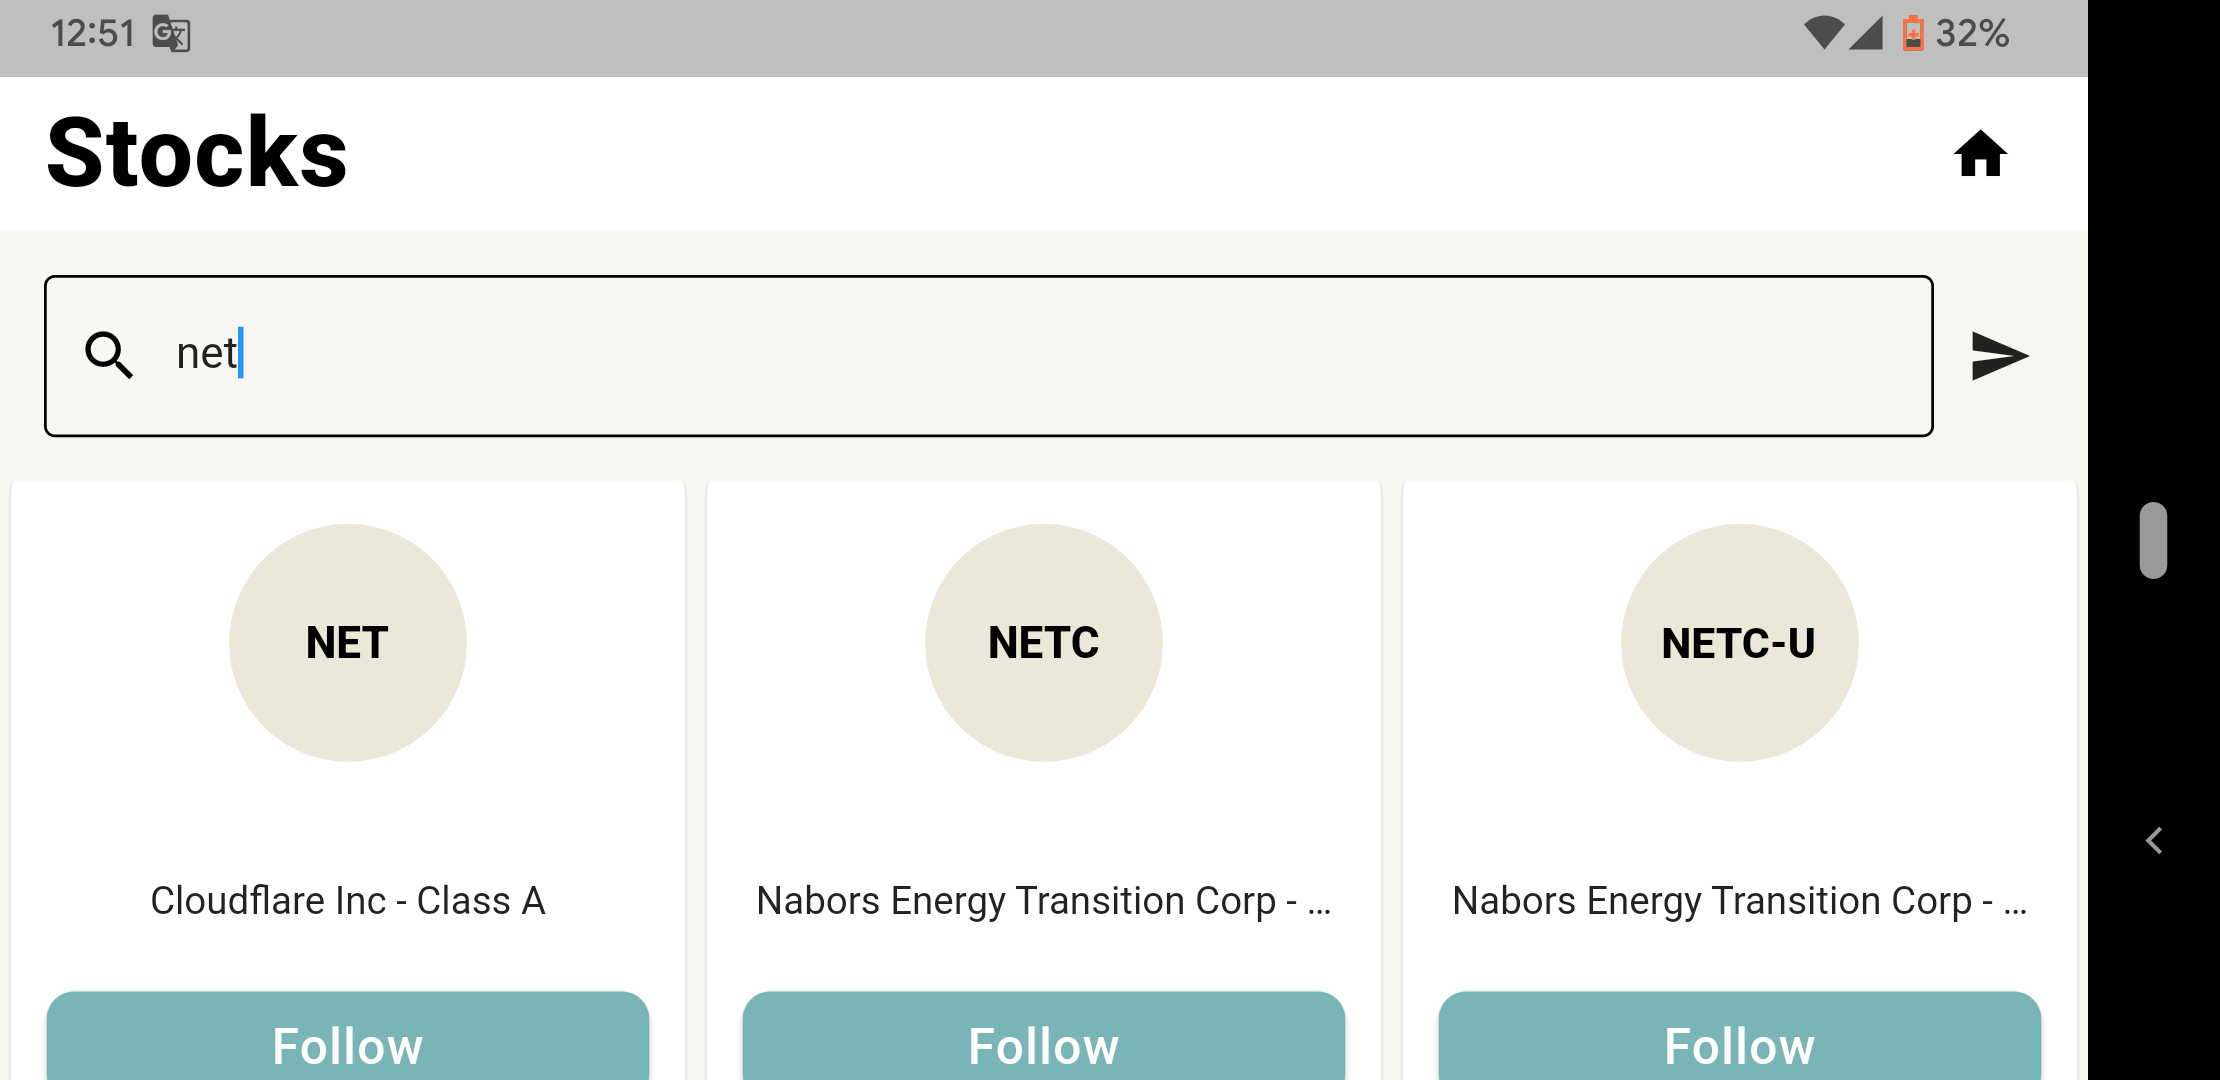 12:51 32%
Stocks
net
NET NETC NETC-U
Cloudflare Inc - Class A Nabors Energy Transition Corp - ... Nabors Energy Transition Corp - ...
Follow Follow Follow